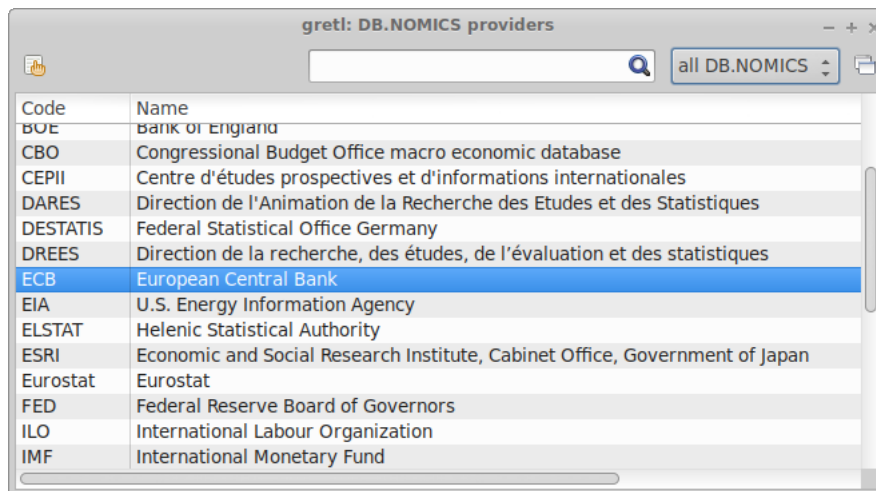 gretl: DB.NOMICS providers
all DB.NOMICS
Code Name
BOE Bank of England
CBO Congressional Budget Office macro economic database
CEPII Centre d'études prospectives et d'informations internationales
DARES Direction de l'Animation de la Recherche des Etudes et des Statistiques
DESTATIS Federal Statistical Office Germany
DREES Direction de la recherche, des études, de l’évaluation et des statistiques
ECB European Central Bank
EIA U.S. Energy Information Agency
ELSTAT Helenic Statistical Authority
ESRI Economic and Social Research Institute, Cabinet Office, Government of Japan
Eurostat Eurostat
FED Federal Reserve Board of Governors
ILO International Labour Organization
IMF International Monetary Fund